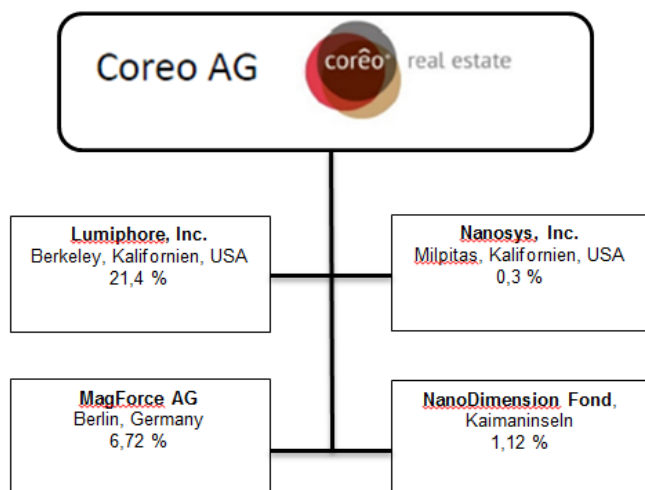 Coreo AG
corêo® real estate
Lumiphore, Inc.
Berkeley, Kalifornien, USA
21,4 %
Nanosys, Inc.
Milpitas, Kalifornien, USA
0,3 %
MagForce AG
Berlin, Germany
6,72 %
NanoDimension Fond,
Kaimaninseln
1,12 %